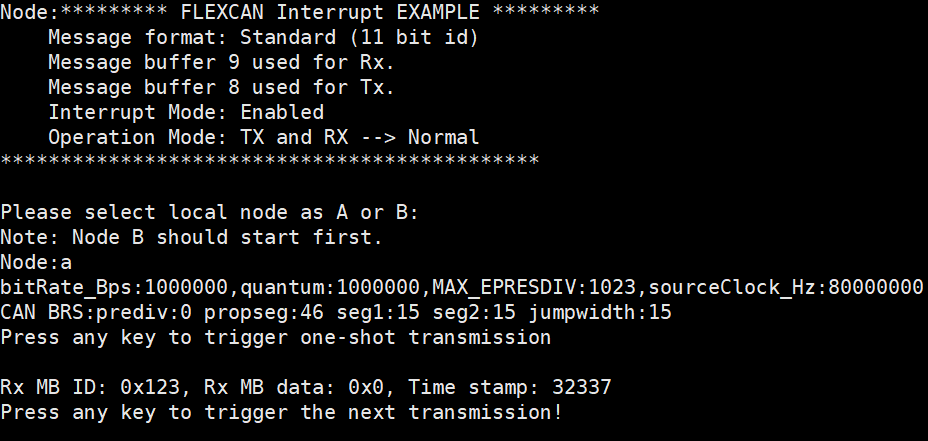 Node:********* FLEXCAN Interrupt EXAMPLE *********
    Message format: Standard (11 bit id)
    Message buffer 9 used for Rx.
    Message buffer 8 used for Tx.
    Interrupt Mode: Enabled
    Operation Mode: TX and RX --> Normal
*********************************************

Please select local node as A or B:
Note: Node B should start first.
Node:a
bitRate_Bps:1000000,quantum:1000000,MAX_EPRESDIV:1023,sourceClock_Hz:80000000
CAN BRS:prediv:0 propseg:46 seg1:15 seg2:15 jumpwidth:15
Press any key to trigger one-shot transmission

Rx MB ID: 0x123, Rx MB data: 0x0, Time stamp: 32337
Press any key to trigger the next transmission!